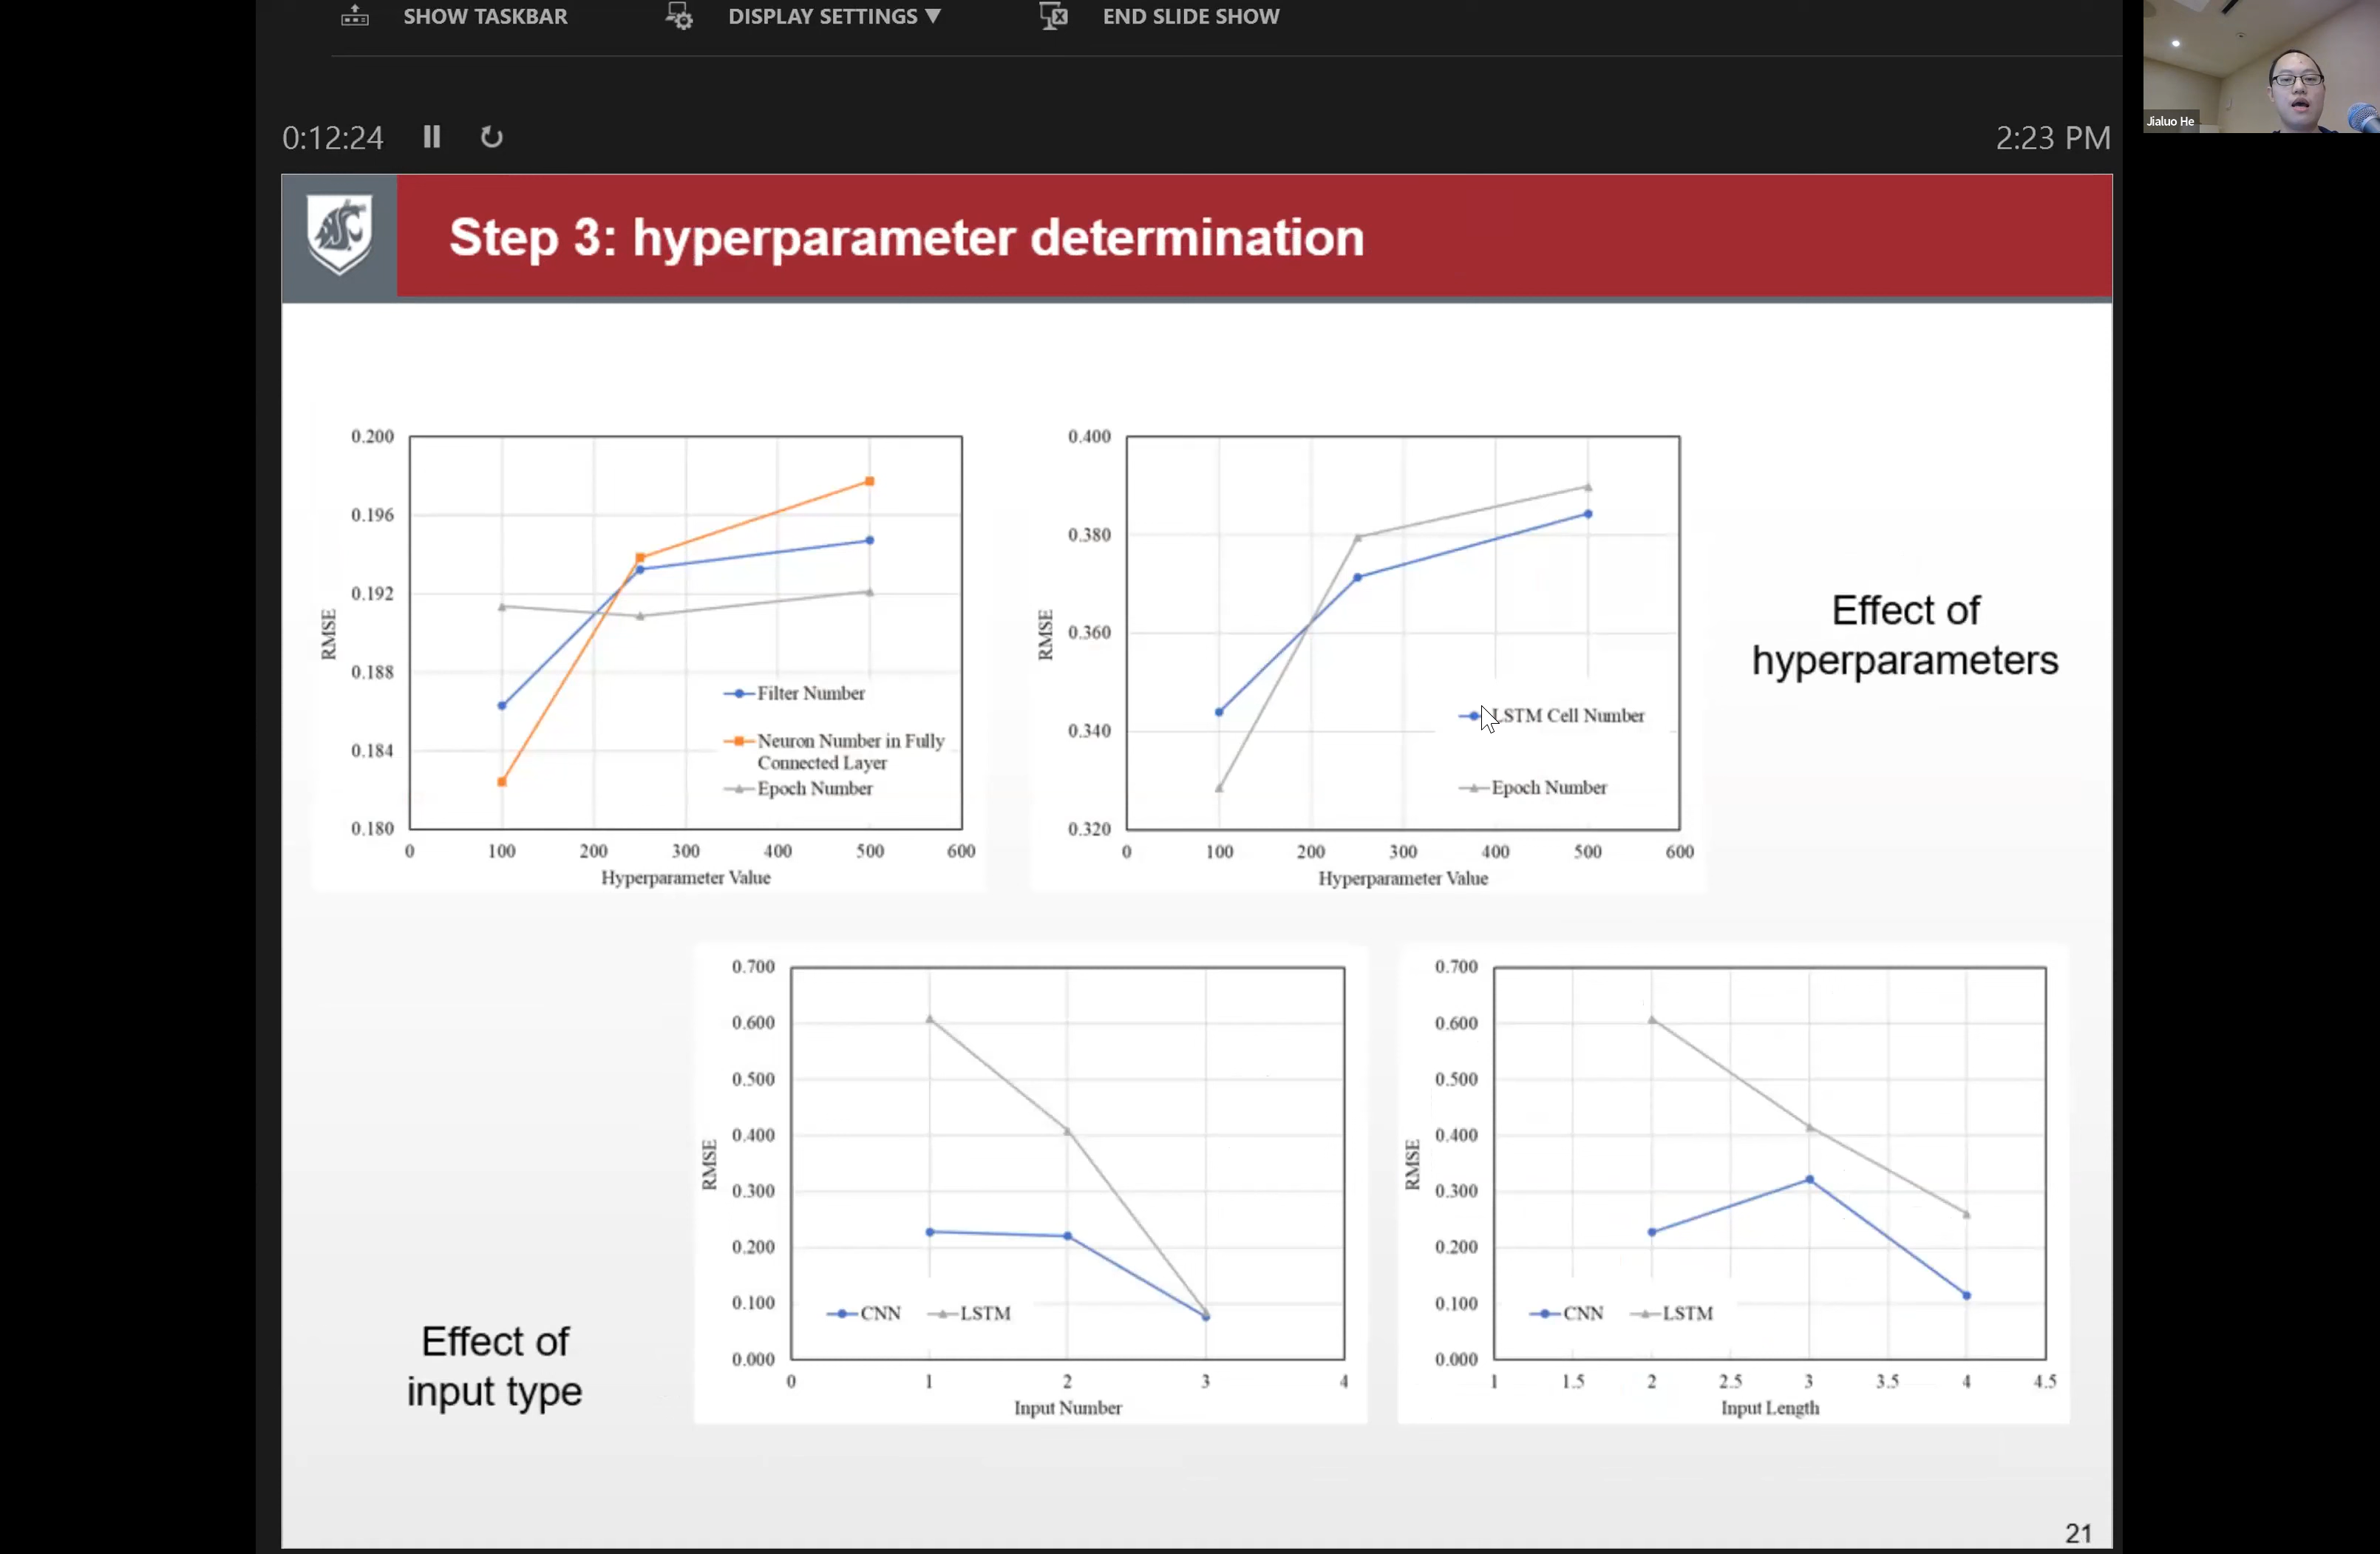 SHOW TASKBAR
DISPLAY SETTINGS ▼
END SLIDE SHOW
Jialuo He
0:12:24
2:23 PM
Step 3: hyperparameter determination
0.200
0.196
0.192
0.188
0.184
0.180
RMSE
0 100 200 300 400 500 600
Hyperparameter Value
Filter Number
Neuron Number in Fully
Connected Layer
Epoch Number
0.400
0.380
0.360
0.340
0.320
RMSE
0 100 200 300 400 500 600
Hyperparameter Value
LSTM Cell Number
Epoch Number
Effect of
hyperparameters
Effect of
input type
0.700
0.600
0.500
0.400
0.300
0.200
0.100
0.000
RMSE
0 1 2 3 4
Input Number
CNN LSTM
0.700
0.600
0.500
0.400
0.300
0.200
0.100
0.000
RMSE
1 1.5 2 2.5 3 3.5 4 4.5
Input Length
CNN LSTM
21